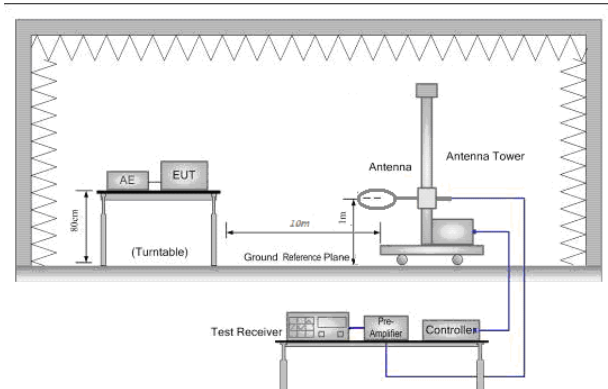 Antenna
Antenna Tower
AE
EUT
80cm
(Turntable)
10m
1m
Ground Reference Plane
Test Receiver
Pre-
Amplifier
Controller